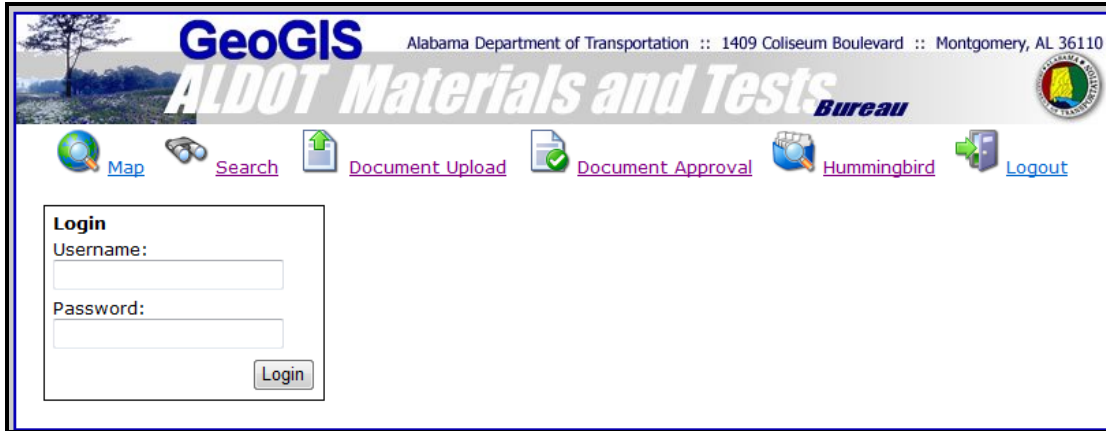 GeoGIS
Alabama Department of Transportation :: 1409 Coliseum Boulevard :: Montgomery, AL 36110
ALDOT Materials and Tests Bureau
Map Search Document Upload Document Approval Hummingbird Logout
Login
Username:
Password:
Login